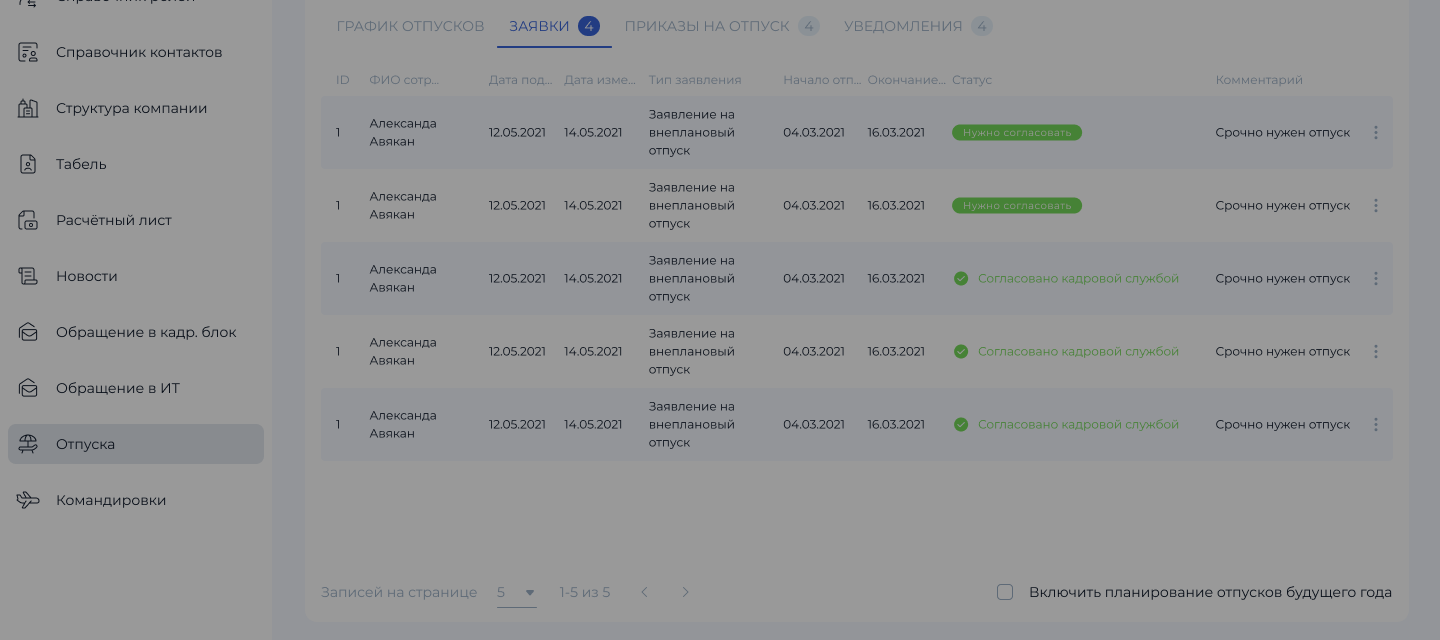 Справочник ролей
Справочник контактов
Структура компании
Табель
Расчётный лист
Новости
Обращение в кадр. блок
Обращение в ИТ
Отпуска
Командировки
ГРАФИК ОТПУСКОВ ЗАЯВКИ 4 ПРИКАЗЫ НА ОТПУСК 4 УВЕДОМЛЕНИЯ 4
ID ФИО сотр... Дата под... Дата изме... Тип заявления Начало отп... Окончание... Статус Комментарий
1 Александа Авякан 12.05.2021 14.05.2021 Заявление на внеплановый отпуск 04.03.2021 16.03.2021 Нужно согласовать Срочно нужен отпуск
1 Александа Авякан 12.05.2021 14.05.2021 Заявление на внеплановый отпуск 04.03.2021 16.03.2021 Нужно согласовать Срочно нужен отпуск
1 Александа Авякан 12.05.2021 14.05.2021 Заявление на внеплановый отпуск 04.03.2021 16.03.2021 Согласовано кадровой службой Срочно нужен отпуск
1 Александа Авякан 12.05.2021 14.05.2021 Заявление на внеплановый отпуск 04.03.2021 16.03.2021 Согласовано кадровой службой Срочно нужен отпуск
1 Александа Авякан 12.05.2021 14.05.2021 Заявление на внеплановый отпуск 04.03.2021 16.03.2021 Согласовано кадровой службой Срочно нужен отпуск
Записей на странице 5 1-5 из 5 Включить планирование отпусков будущего года